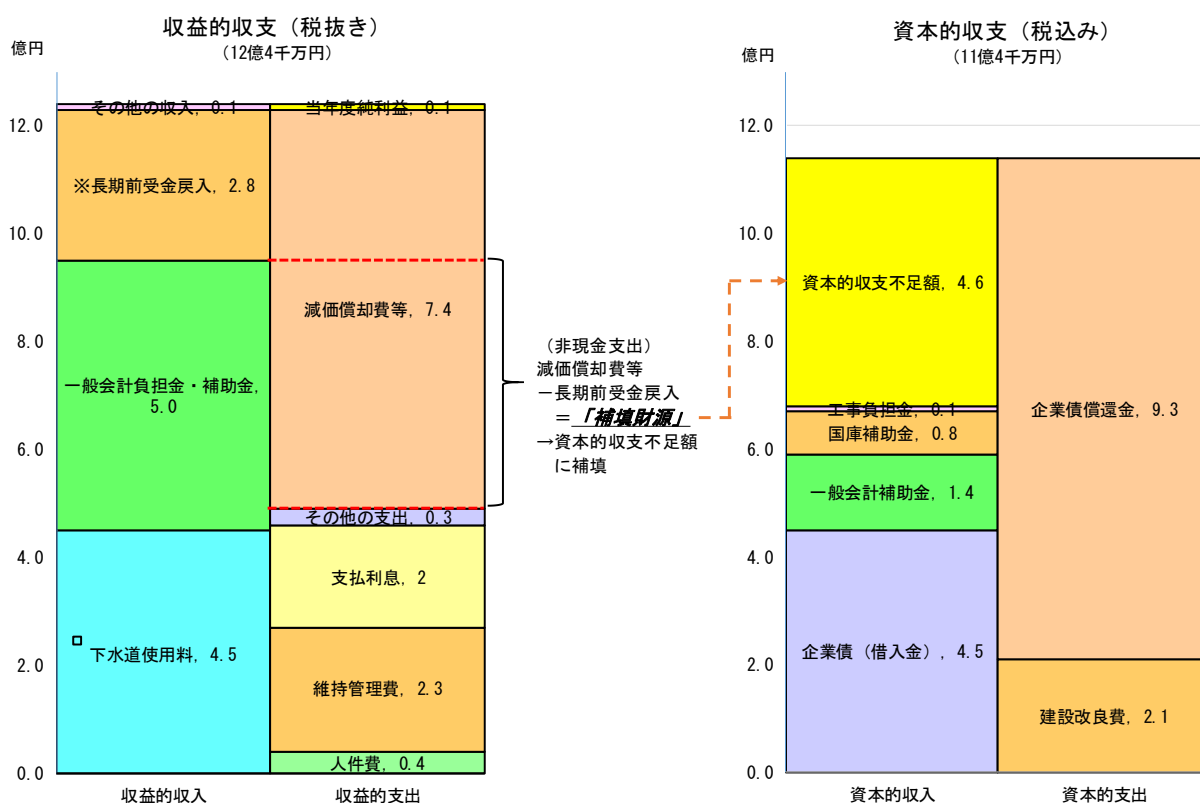 収益的収支（税抜き）
（12億4千万円）
億円
12.0
10.0
8.0
6.0
4.0
2.0
0.0
その他の収入, 0.1
※長期前受金戻入, 2.8
一般会計負担金・補助金,
5.0
下水道使用料, 4.5
当年度純利益, 0.1
減価償却費等, 7.4
その他の支出, 0.3
支払利息, 2
維持管理費, 2.3
人件費, 0.4
収益的収入
収益的支出
（非現金支出）
減価償却費等
－長期前受金戻入
＝「補填財源」
→資本的収支不足額
に補填
資本的収支（税込み）
（11億4千万円）
億円
12.0
10.0
8.0
6.0
4.0
2.0
0.0
資本的収支不足額, 4.6
工事負担金, 0.1
国庫補助金, 0.8
一般会計補助金, 1.4
企業債（借入金）, 4.5
企業債償還金, 9.3
建設改良費, 2.1
資本的収入
資本的支出